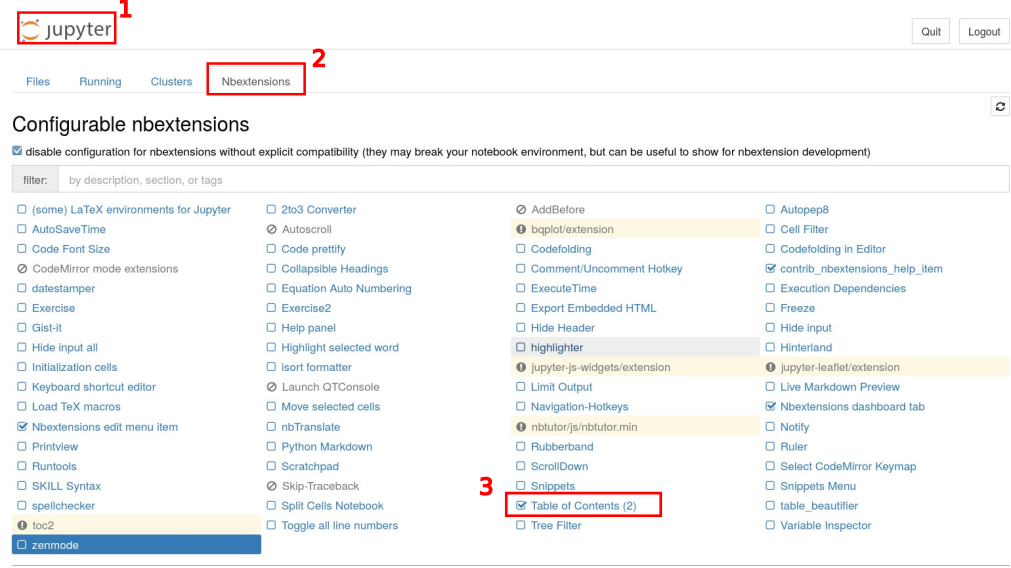 1
jupyter
Quit Logout
2
Files Running Clusters Nbextensions
Configurable nbextensions
disable configuration for nbextensions without explicit compatibility (they may break your notebook environment, but can be useful to show for nbextension development)
filter: by description, section, or tags
(some) LaTeX environments for Jupyter 2to3 Converter AddBefore Autopep8
AutoSaveTime Autoscroll bqplot/extension Cell Filter
Code Font Size Code prettify Codefolding Codefolding in Editor
CodeMirror mode extensions Collapsible Headings Comment/Uncomment Hotkey contrib_nbextensions_help_item
datestamper Equation Auto Numbering ExecuteTime Execution Dependencies
Exercise Exercise2 Export Embedded HTML Freeze
Gist-it Help panel Hide Header Hide input
Hide input all Highlight selected word highlighter Hinterland
Initialization cells isort formatter jupyter-js-widgets/extension jupyter-leaflet/extension
Keyboard shortcut editor Launch QTConsole Limit Output Live Markdown Preview
Load TeX macros Move selected cells Navigation-Hotkeys Nbextensions dashboard tab
Nbextensions edit menu item nbTranslate nbtutor/js/nbtutor.min Notify
Printview Python Markdown Rubberband Ruler
Runtools Scratchpad ScrollDown Select CodeMirror Keymap
SKILL Syntax Skip-Traceback 3 Snippets Snippets Menu
spellchecker Split Cells Notebook Table of Contents (2) table_beautifier
toc2 Toggle all line numbers Tree Filter Variable Inspector
zenmode